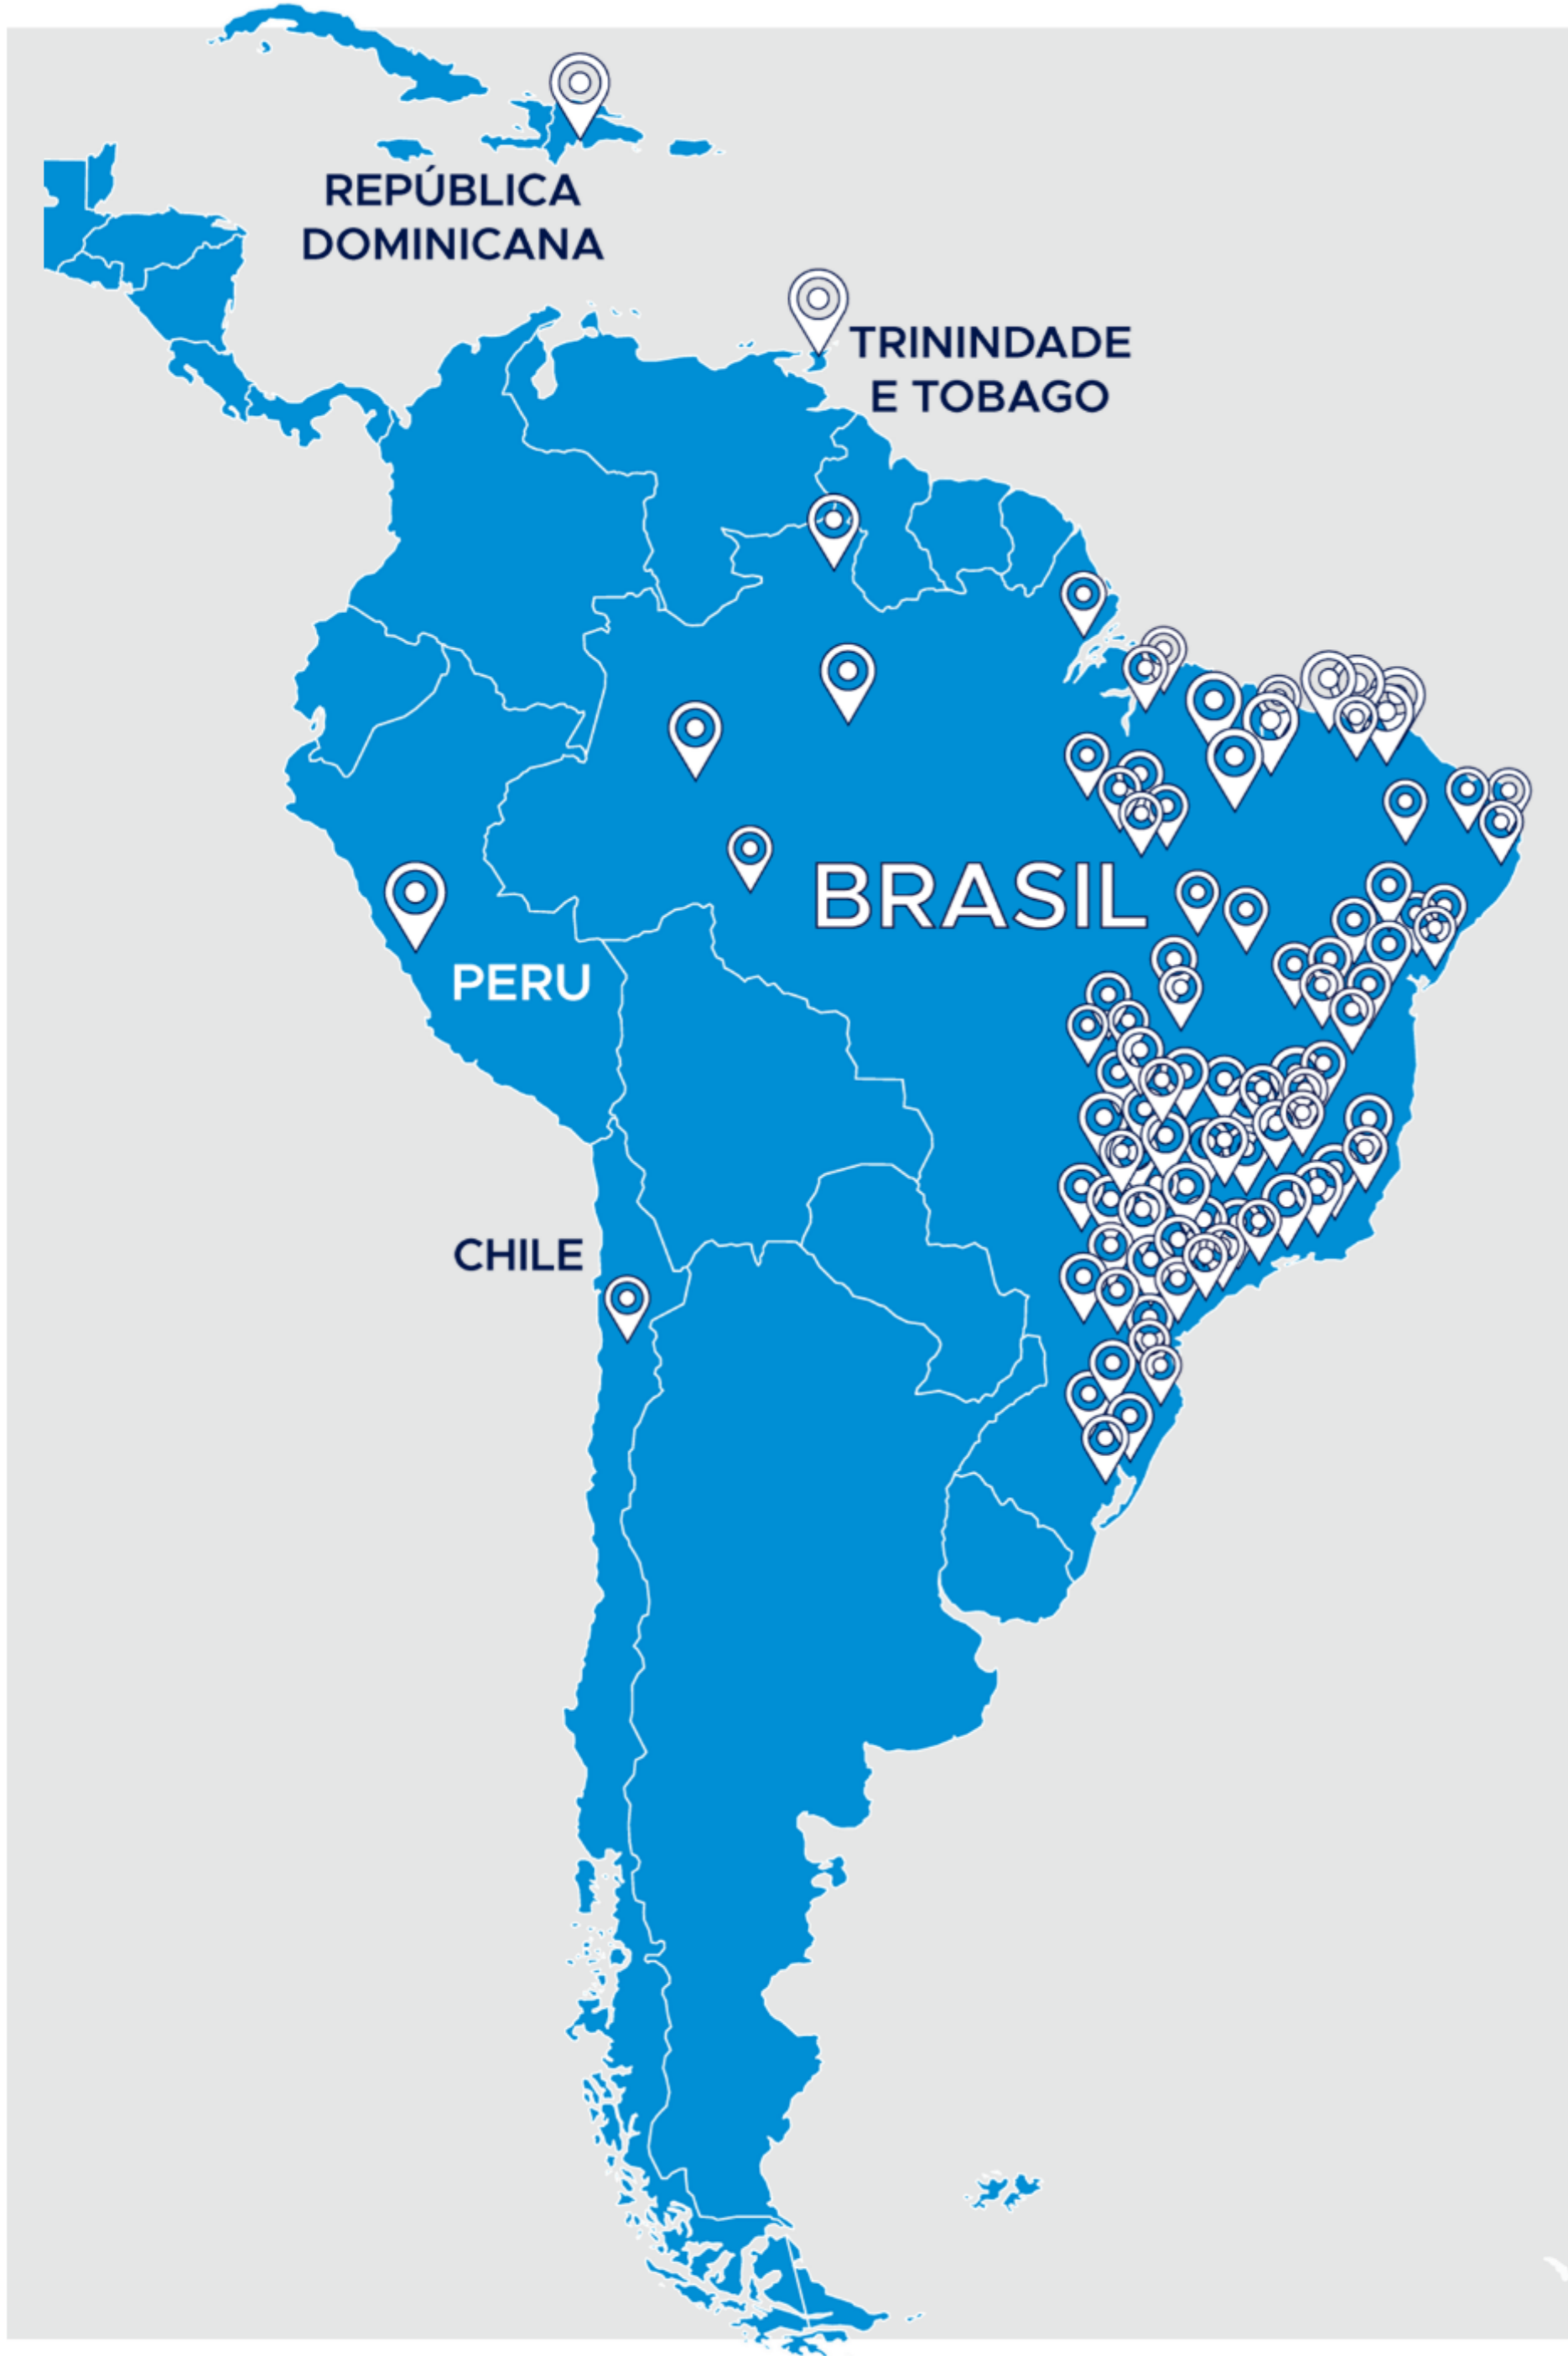 REPÚBLICA
DOMINICANA
TRININDADE
E TOBAGO
BRASIL
PERU
CHILE